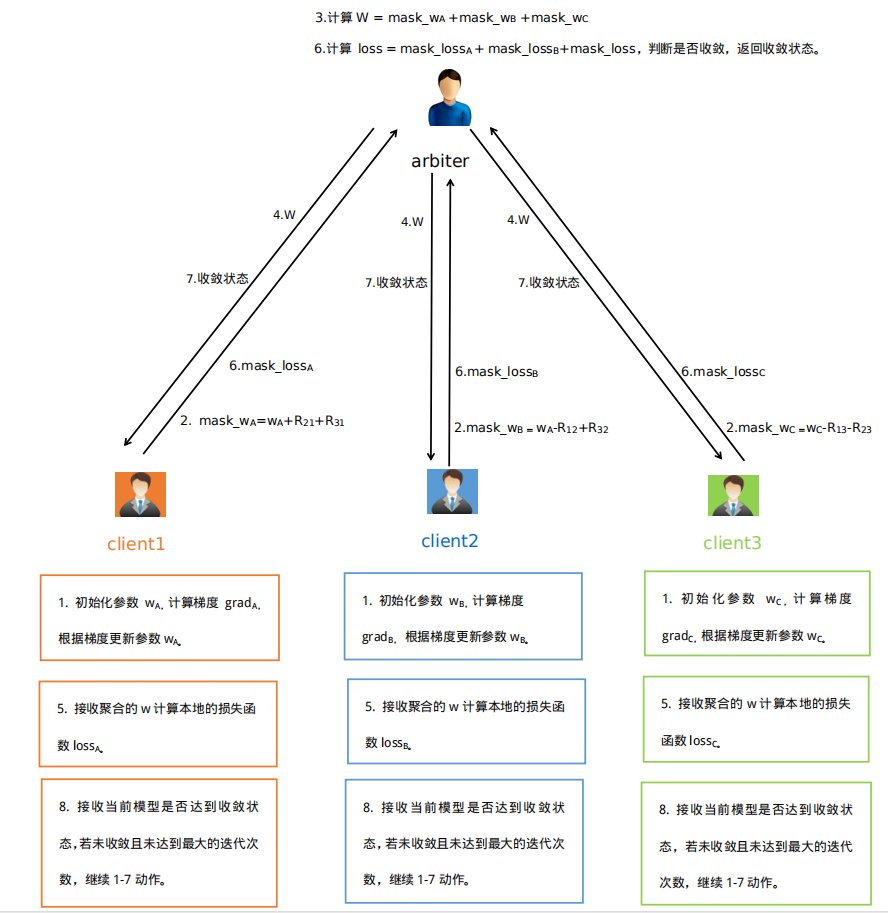 3.计算 W = mask_wA +mask_wB +mask_wC
6.计算 loss = mask_lossA + mask_lossB+mask_loss，判断是否收敛，返回收敛状态。
arbiter
4.W
4.W
4.W
7.收敛状态
7.收敛状态
7.收敛状态
6.mask_lossA
6.mask_lossB
6.mask_lossC
2. mask_wA=wA+R21+R31
2.mask_wB = wA-R12+R32
2.mask_wC =wC-R13-R23
client1
client2
client3
1. 初始化参数 wA, 计算梯度 gradA,
根据梯度更新参数 wA。
1. 初始化参数 wB, 计算梯度
gradB, 根据梯度更新参数 wB。
1. 初始化参数 wC, 计算梯度
gradC, 根据梯度更新参数 wC。
5. 接收聚合的 w 计算本地的损失函
数 lossA。
5. 接收聚合的 w 计算本地的损失函
数 lossB。
5. 接收聚合的 w 计算本地的损失
函数 lossC。
8. 接收当前模型是否达到收敛状
态，若未收敛且未达到最大的迭代次
数，继续 1-7 动作。
8. 接收当前模型是否达到收敛状
态，若未收敛且未达到最大的迭代次
数，继续 1-7 动作。
8. 接收当前模型是否达到收敛状
态，若未收敛且未达到最大的迭代
次数，继续 1-7 动作。